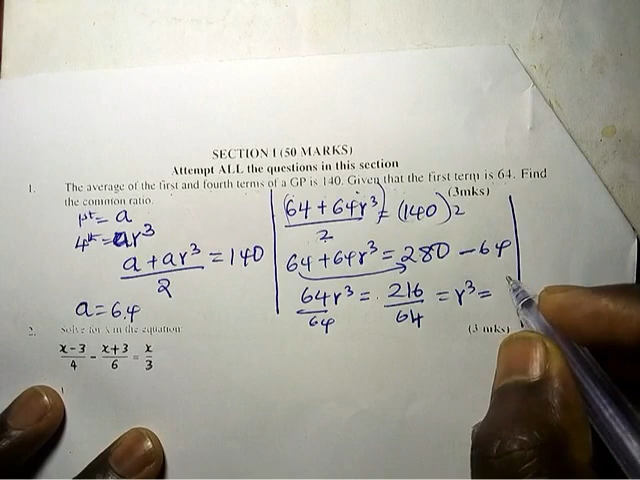 SECTION I (50 MARKS)
Attempt ALL the questions in this section
1. The average of the first and fourth terms of a GP is 140. Given that the first term is 64. Find
the common ratio. (3mks)
1st = a
4th = ar³
(a + ar³)/2 = 140
a = 64
(64 + 64r³)/2 = (140)2
64 + 64r³ = 280 - 64
64r³/64 = 216/64 = r³ =
2. Solve for x in the equation: (3 mks)
(x-3)/4 - (x+3)/6 = x/3